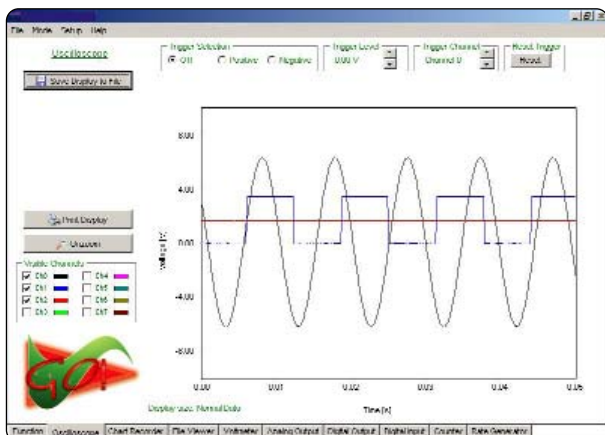 File Mode Setup Help
Oscilloscope
Save Display to File
Trigger Selection
Off Positive Negative
Trigger Level
0.00 V
Trigger Channel
Channel 0
Reset Trigger
Reset
Print Display
Unzoom
Visible Channels
Ch0 Ch4
Ch1 Ch5
Ch2 Ch6
Ch3 Ch7
GO!
Voltage [V]
8.00
4.00
0.00
-4.00
-8.00
0.00 0.01 0.02 0.03 0.04 0.05
Time [s]
Display size: Normal Data
Function Oscilloscope Chart Recorder File Viewer Voltmeter Analog Output Digital Output Digital Input Counter Rate Generator